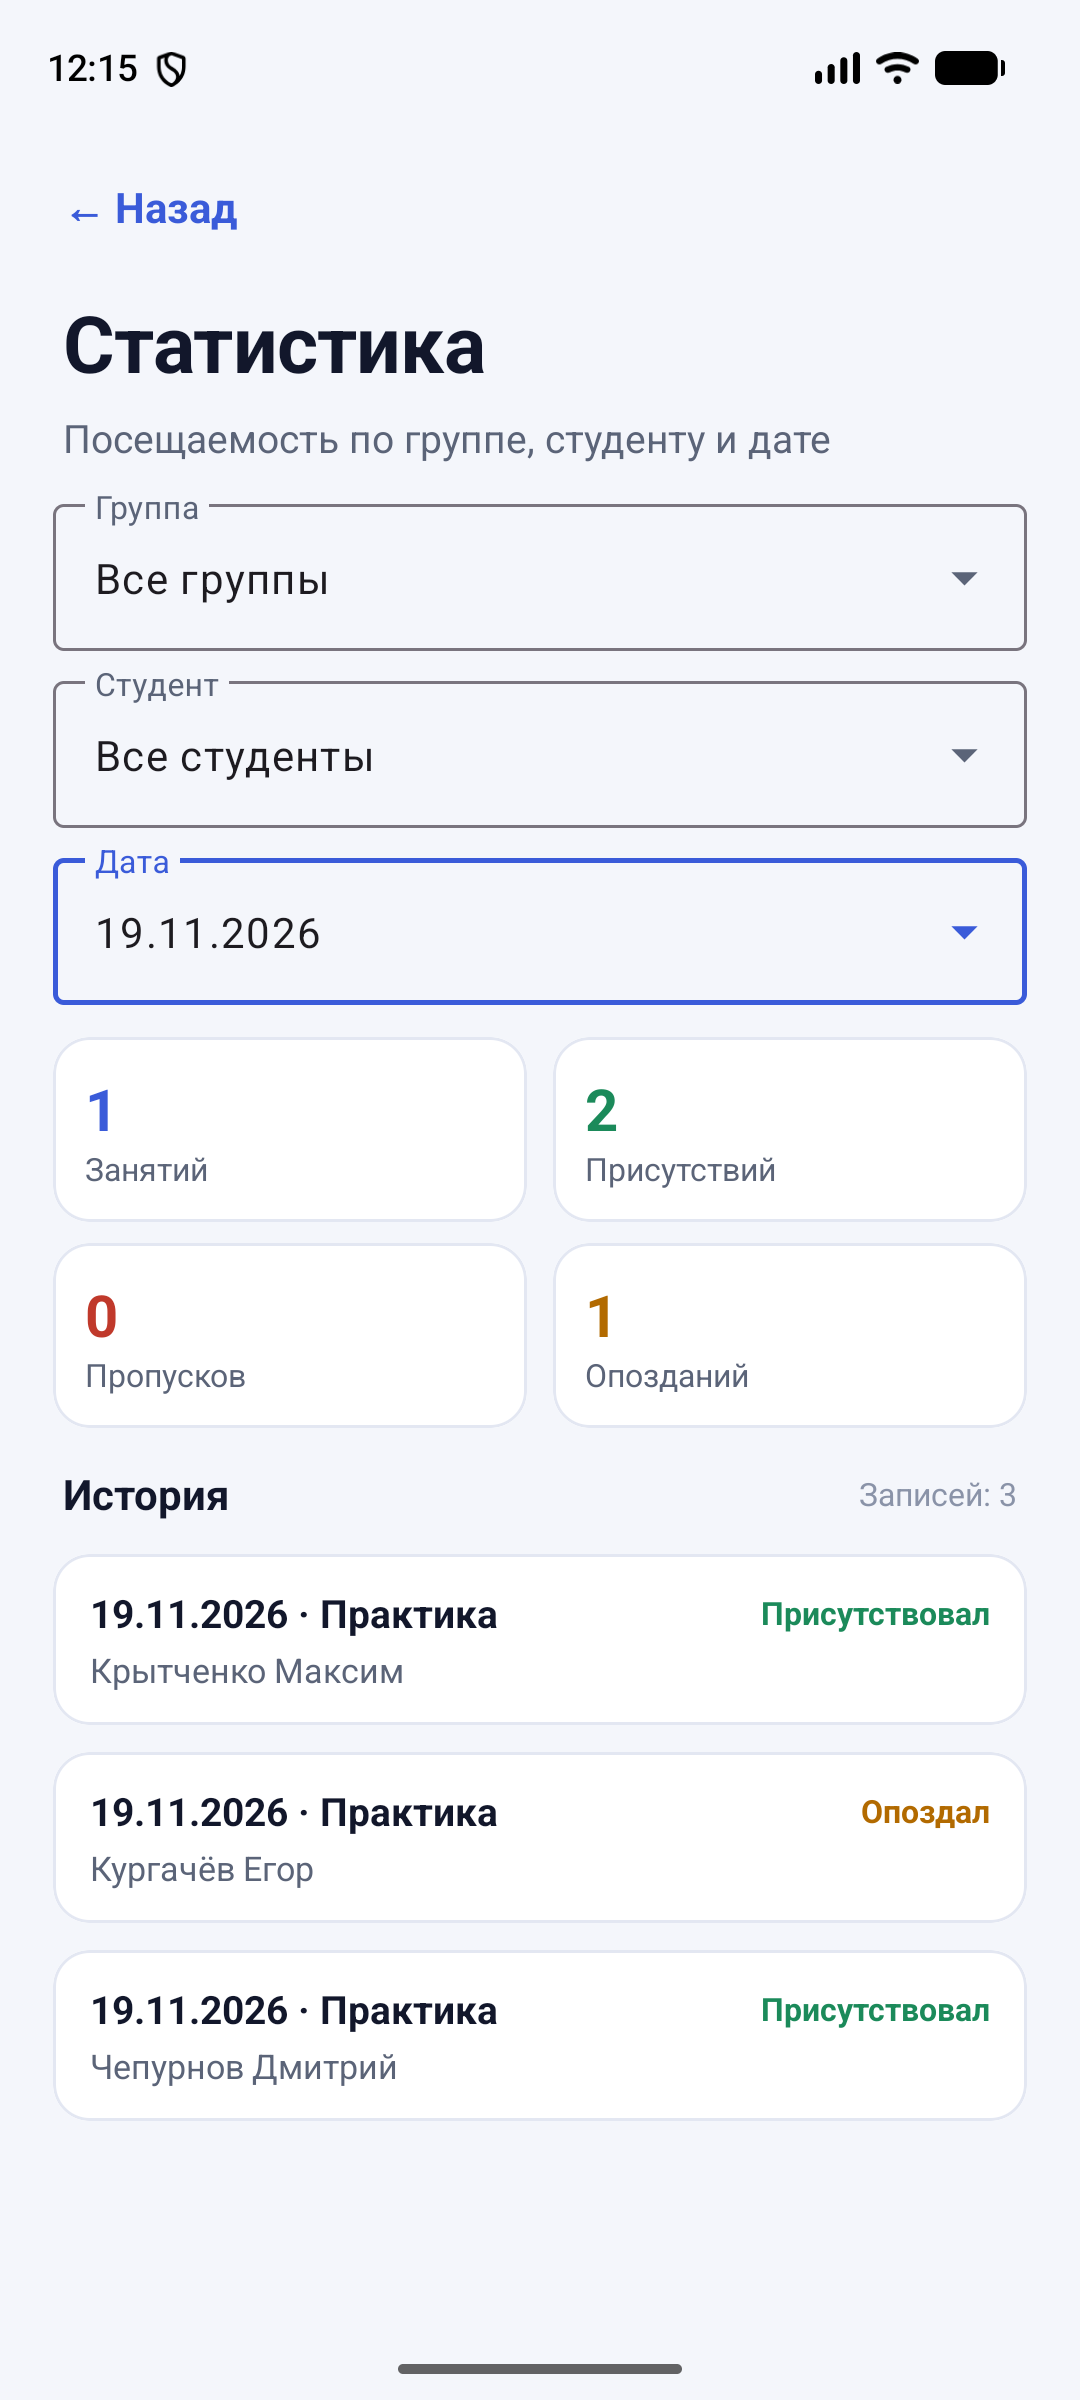 12:15
← Назад
Статистика
Посещаемость по группе, студенту и дате
Группа
Все группы
Студент
Все студенты
Дата
19.11.2026
1
Занятий
2
Присутствий
0
Пропусков
1
Опозданий
История
Записей: 3
19.11.2026 · Практика
Присутствовал
Крытченко Максим
19.11.2026 · Практика
Опоздал
Кургачёв Егор
19.11.2026 · Практика
Присутствовал
Чепурнов Дмитрий